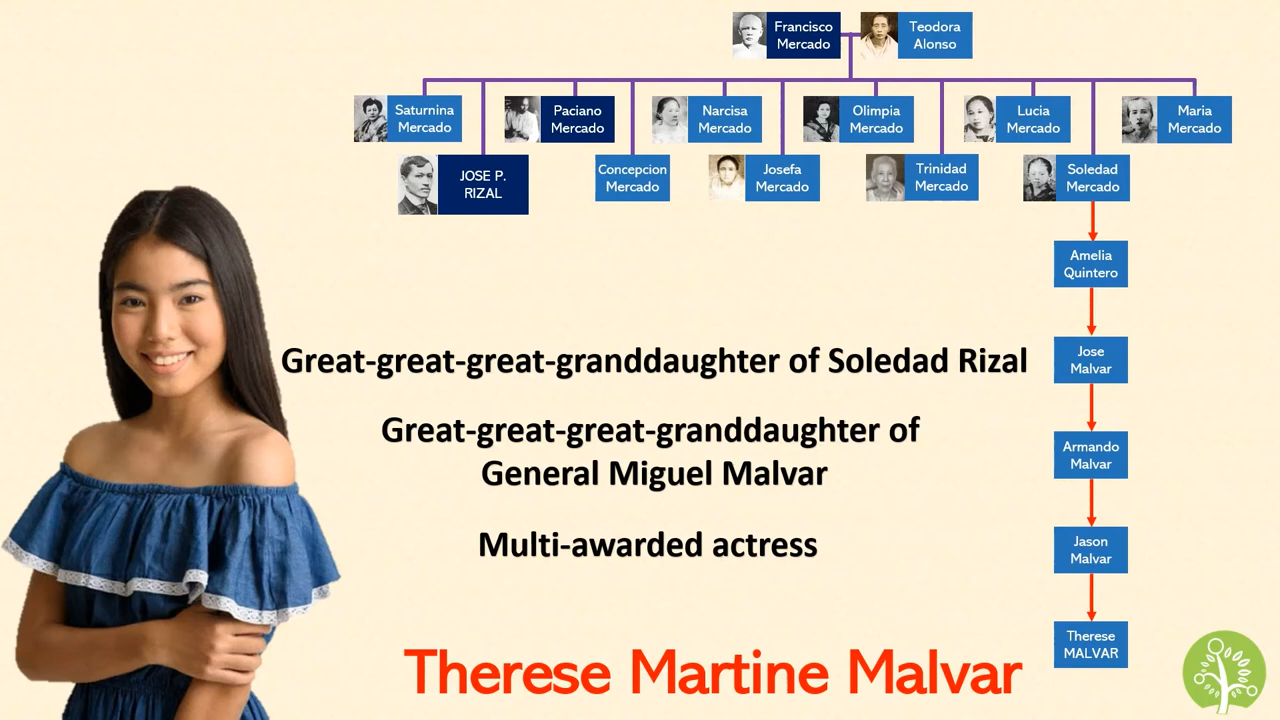 Francisco
Mercado
Teodora
Alonso
Saturnina
Mercado
Paciano
Mercado
Narcisa
Mercado
Olimpia
Mercado
Lucia
Mercado
Maria
Mercado
JOSE P.
RIZAL
Concepcion
Mercado
Josefa
Mercado
Trinidad
Mercado
Soledad
Mercado
Amelia
Quintero
Jose
Malvar
Armando
Malvar
Jason
Malvar
Therese
MALVAR
Great-great-great-granddaughter of Soledad Rizal
Great-great-great-granddaughter of
General Miguel Malvar
Multi-awarded actress
Therese Martine Malvar